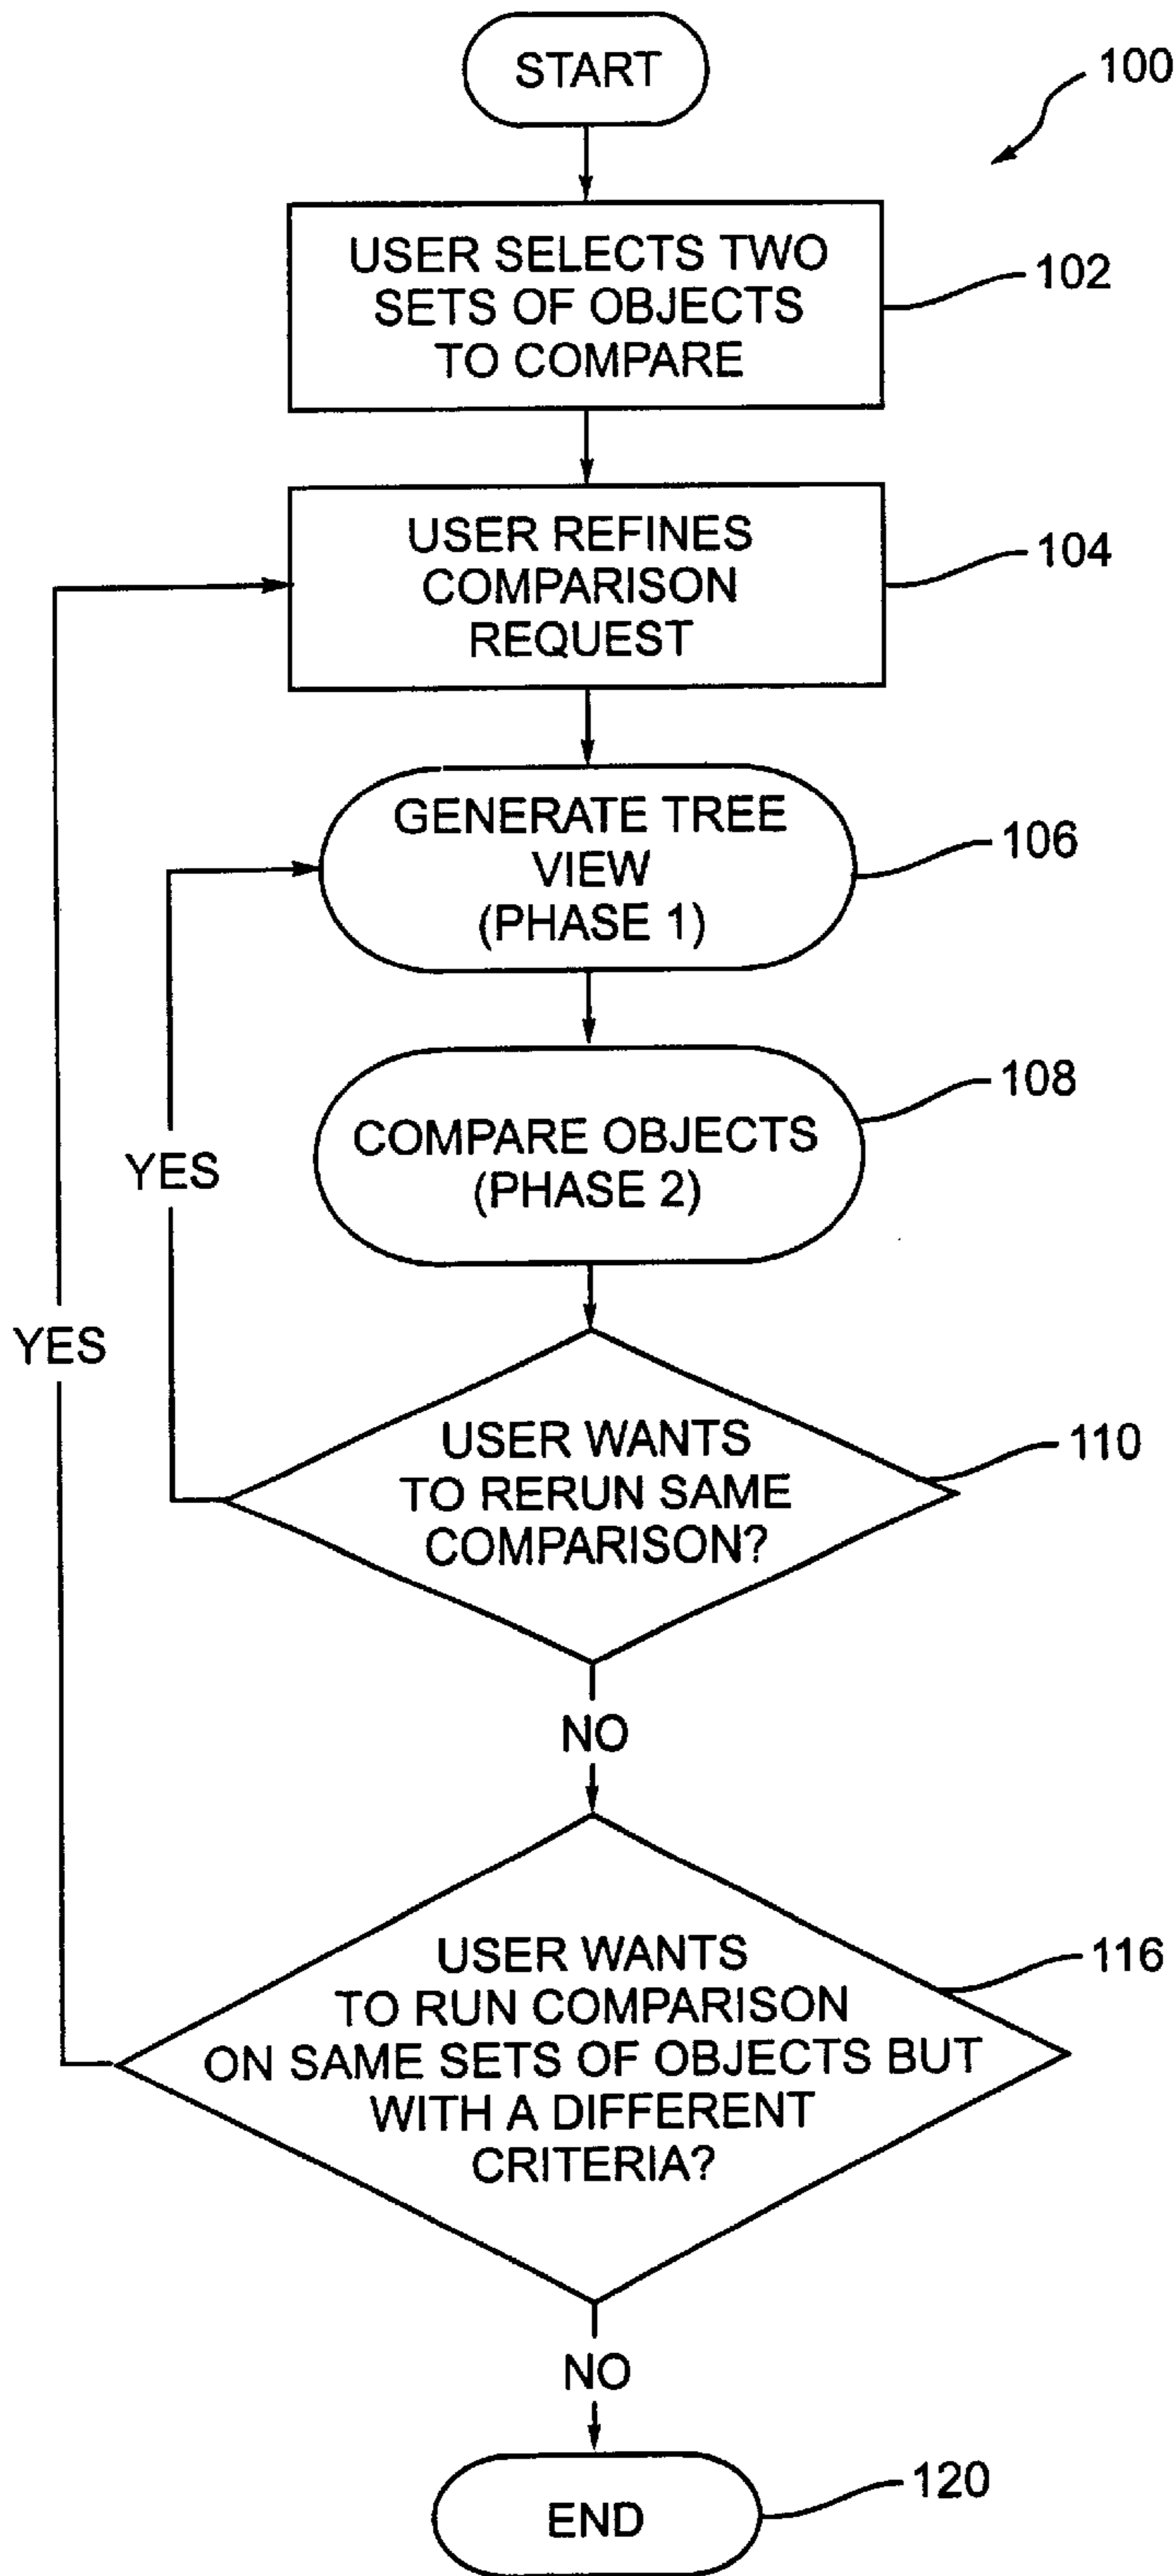 START
100
USER SELECTS TWO
SETS OF OBJECTS
TO COMPARE
102
USER REFINES
COMPARISON
REQUEST
104
GENERATE TREE
VIEW
(PHASE 1)
106
COMPARE OBJECTS
(PHASE 2)
108
YES
YES
USER WANTS
TO RERUN SAME
COMPARISON?
110
NO
USER WANTS
TO RUN COMPARISON
ON SAME SETS OF OBJECTS BUT
WITH A DIFFERENT
CRITERIA?
116
NO
END
120